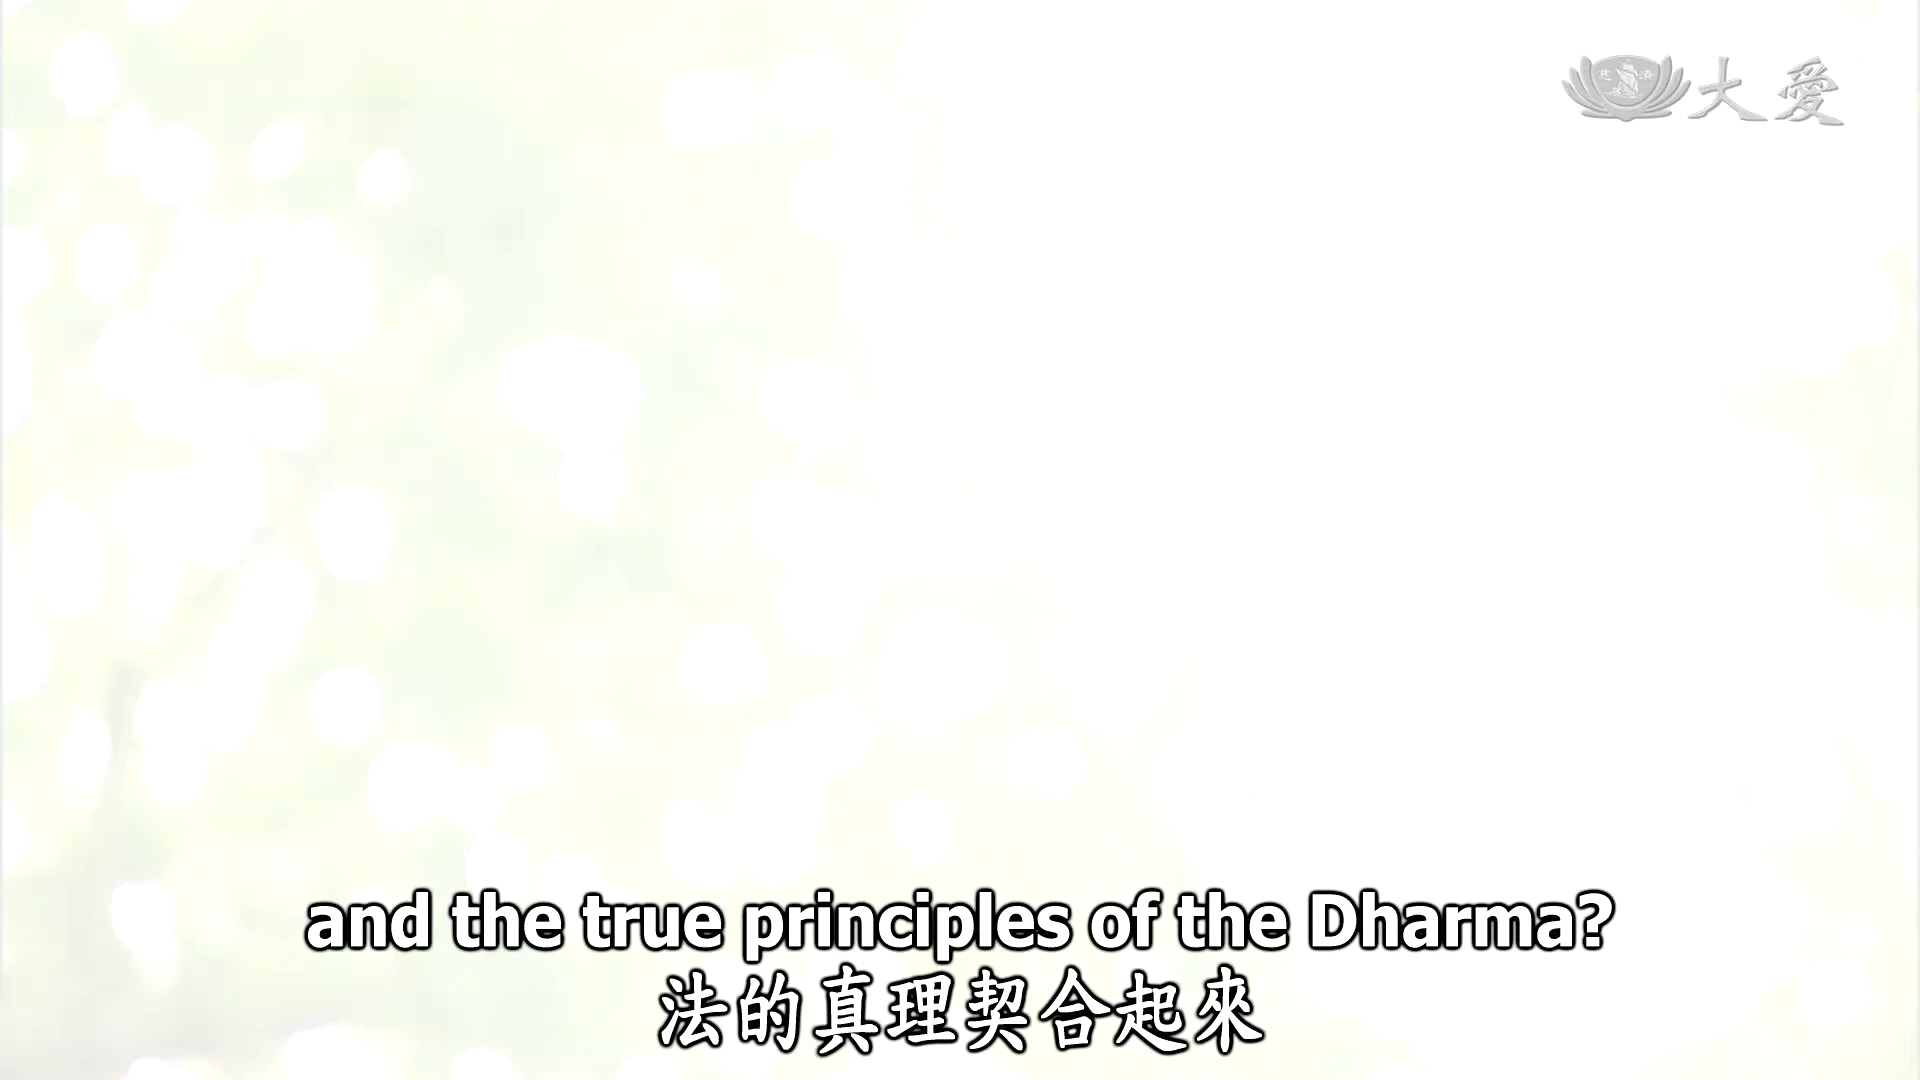 大愛
and the true principles of the Dharma?
法的真理契合起來